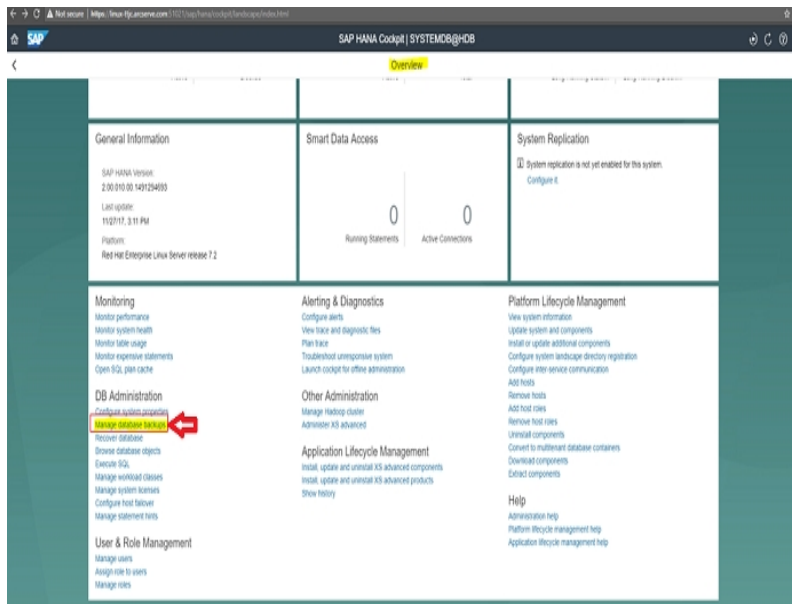 Not secure
SAP
SAP HANA Cockpit | SYSTEMDB@HDB
Overview
General Information
SAP HANA Version:
2.00.010.00.1491294693
Last update:
11/27/17, 3:11 PM
Platform:
Red Hat Enterprise Linux Server release 7.2
Smart Data Access
0
Running Statements
0
Active Connections
System Replication
System replication is not yet enabled for this system.
Configure it
Monitoring
Monitor performance
Monitor system health
Monitor table usage
Monitor expensive statements
Open SQL plan cache
DB Administration
Configure system properties
Manage database backups
Recover database
Browse database objects
Execute SQL
Manage workload classes
Manage system licenses
Configure host failover
Manage statement hints
User & Role Management
Manage users
Assign role to users
Manage roles
Alerting & Diagnostics
Configure alerts
View trace and diagnostic files
Plan trace
Troubleshoot unresponsive system
Launch cockpit for offline administration
Other Administration
Manage Hadoop cluster
Administer XS advanced
Application Lifecycle Management
Install, update and uninstall XS advanced components
Install, update and uninstall XS advanced products
Show history
Platform Lifecycle Management
View system information
Update system and components
Install or update additional components
Configure system landscape directory registration
Configure inter-service communication
Add hosts
Remove hosts
Add host roles
Remove host roles
Uninstall components
Convert to multitenant database containers
Download components
Extract components
Help
Administration help
Platform lifecycle management help
Application lifecycle management help